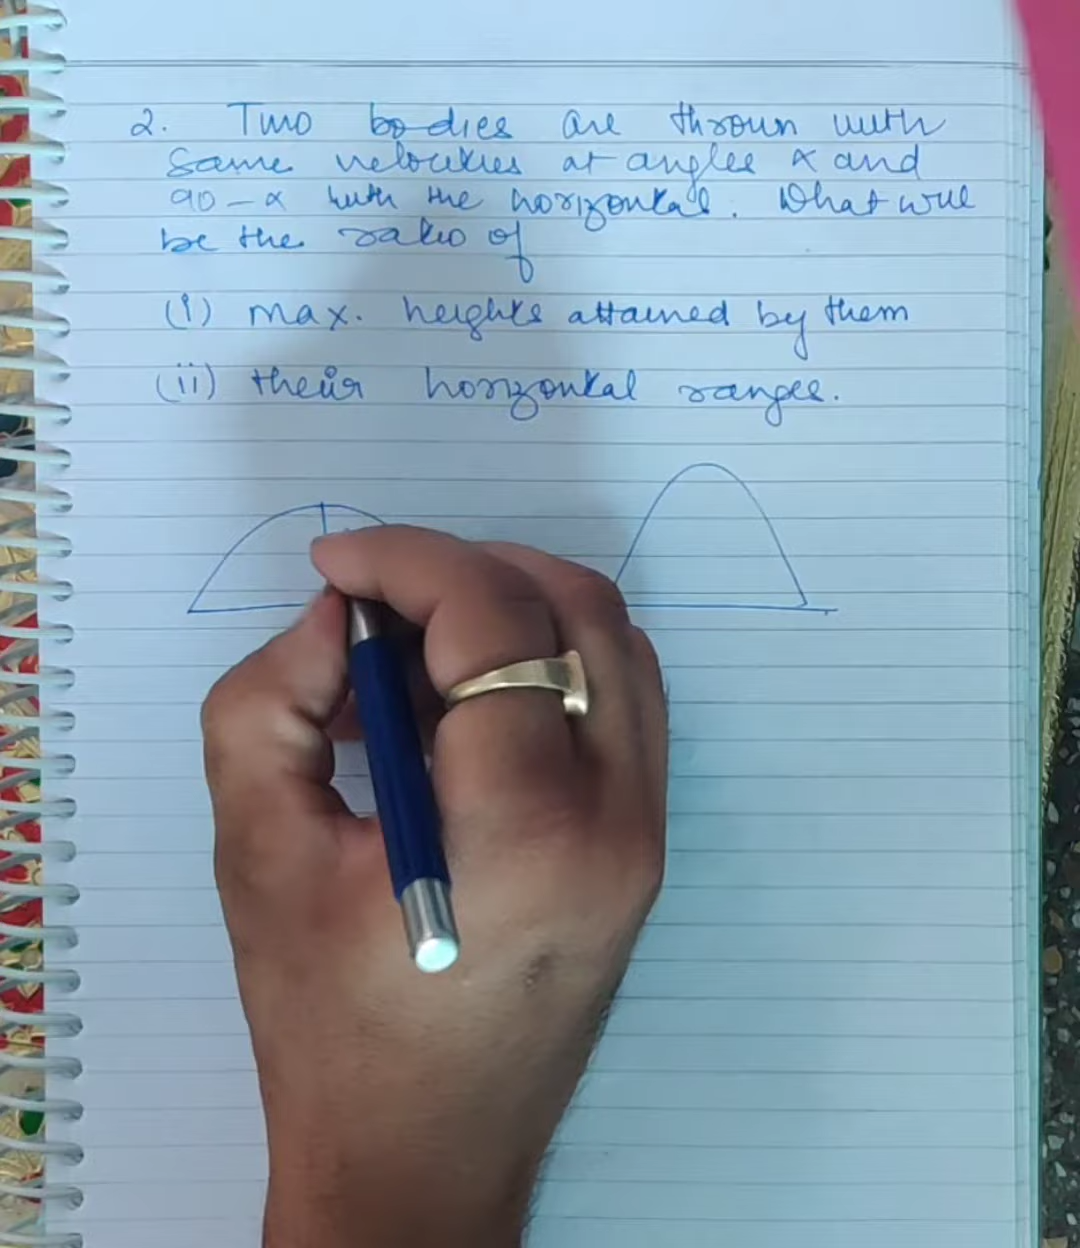 2. Two bodies are thrown with
same velocities at angles α and
90 - α with the horizontal. What will
be the ratio of
(i) max. heights attained by them
(ii) their horizontal ranges.